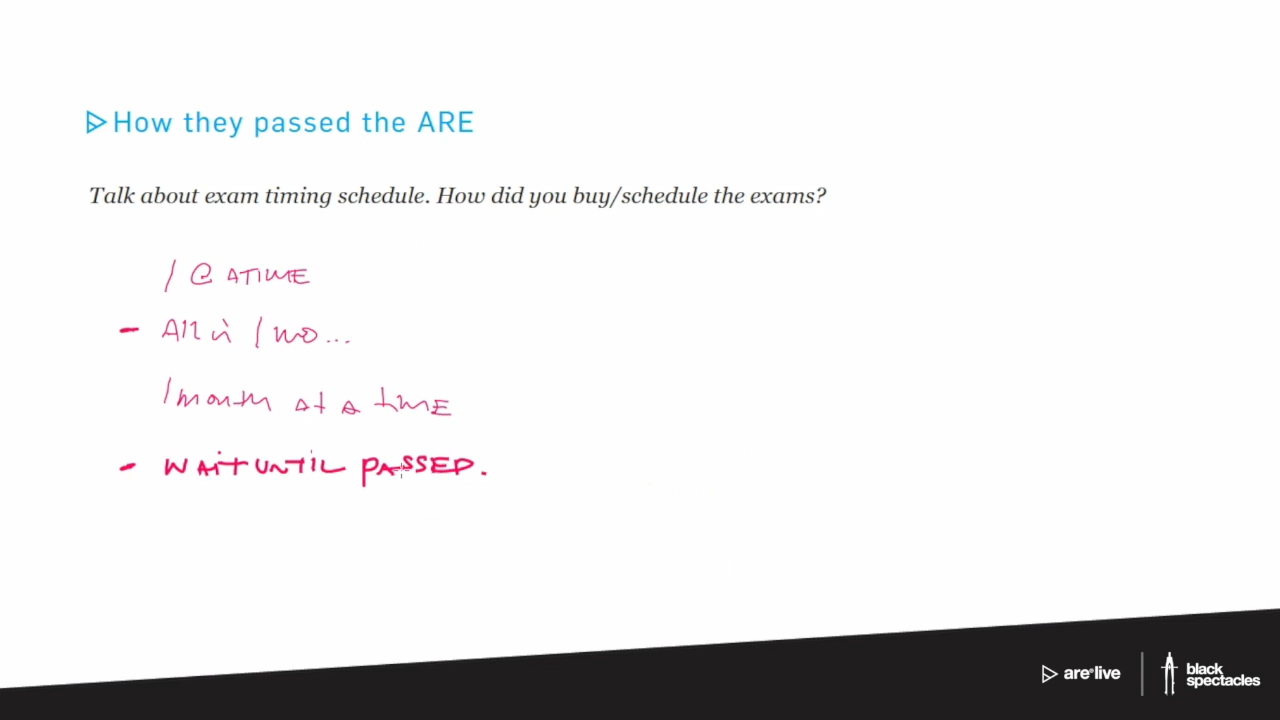 How they passed the ARE
Talk about exam timing schedule. How did you buy/schedule the exams?
1 @ A TIME
- All in 1 mo...
1 month at a time
- WAIT UNTIL PASSED.
are live
black
spectacles